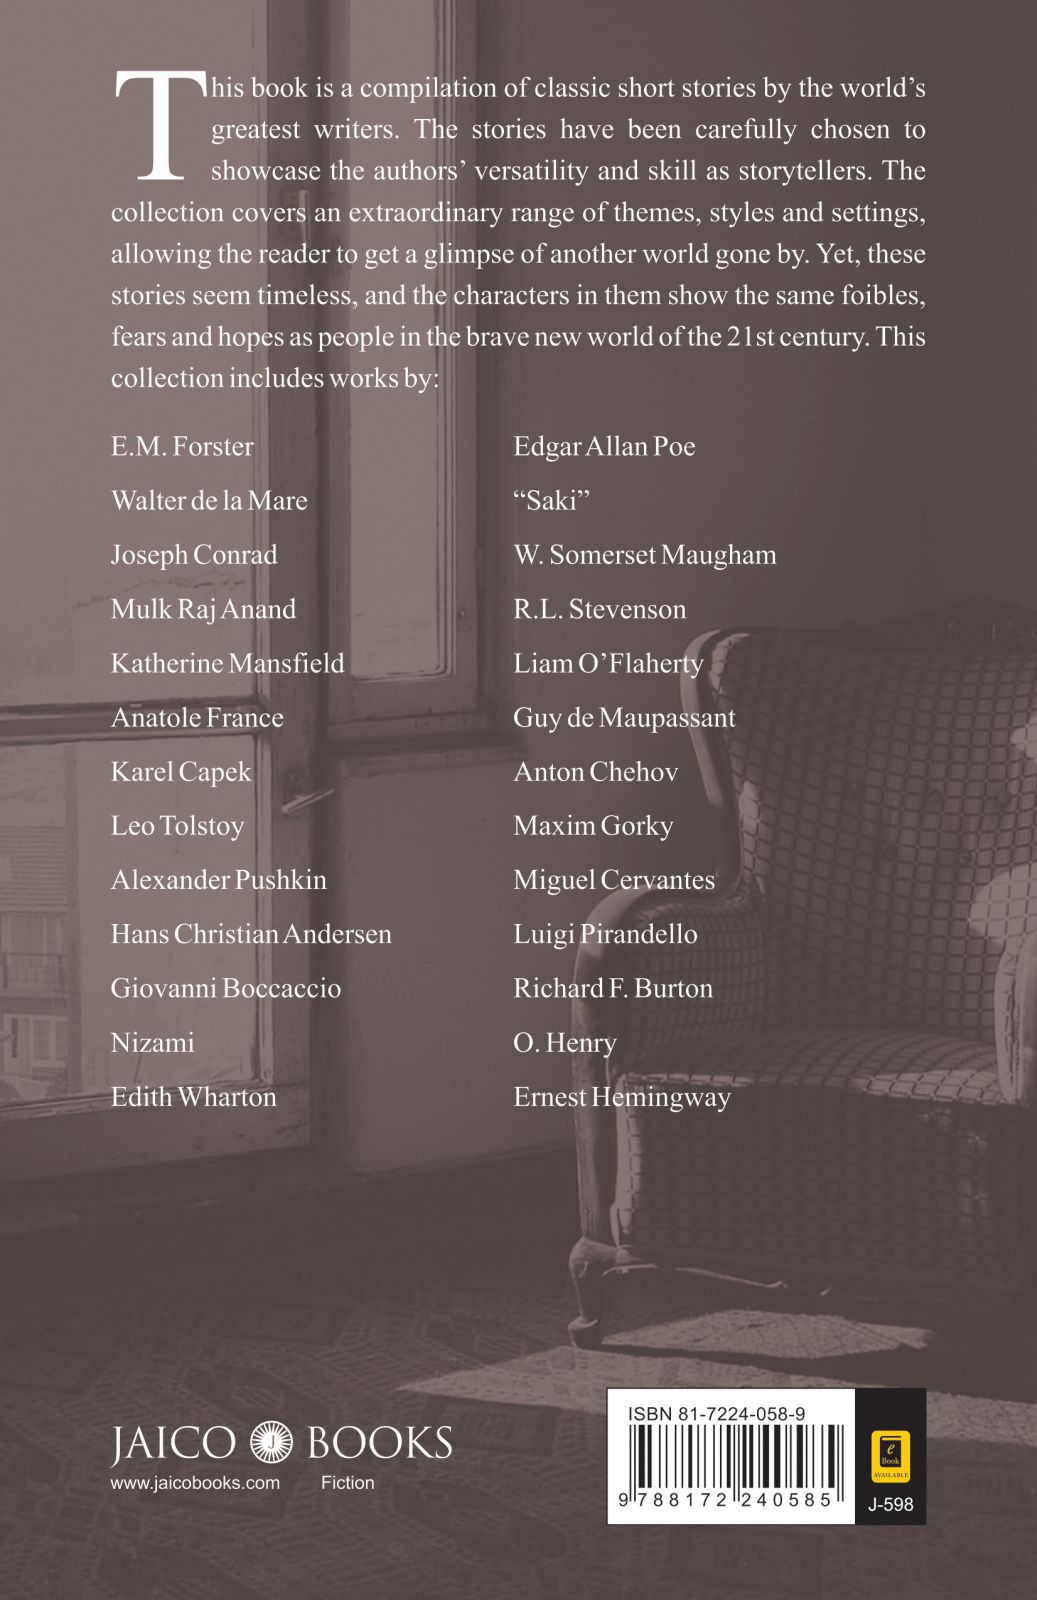 This book is a compilation of classic short stories by the world's
greatest writers. The stories have been carefully chosen to
showcase the authors' versatility and skill as storytellers. The
collection covers an extraordinary range of themes, styles and settings,
allowing the reader to get a glimpse of another world gone by. Yet, these
stories seem timeless, and the characters in them show the same foibles,
fears and hopes as people in the brave new world of the 21st century. This
collection includes works by:
E.M. Forster
Walter de la Mare
Joseph Conrad
Mulk Raj Anand
Katherine Mansfield
Anatole France
Karel Capek
Leo Tolstoy
Alexander Pushkin
Hans Christian Andersen
Giovanni Boccaccio
Nizami
Edith Wharton
Edgar Allan Poe
“Saki”
W. Somerset Maugham
R.L. Stevenson
Liam O'Flaherty
Guy de Maupassant
Anton Chehov
Maxim Gorky
Miguel Cervantes
Luigi Pirandello
Richard F. Burton
O. Henry
Ernest Hemingway
JAICO J BOOKS
www.jaicobooks.com Fiction
ISBN 81-7224-058-9
9 788172 240585
e
Book
AVAILABLE
J-598